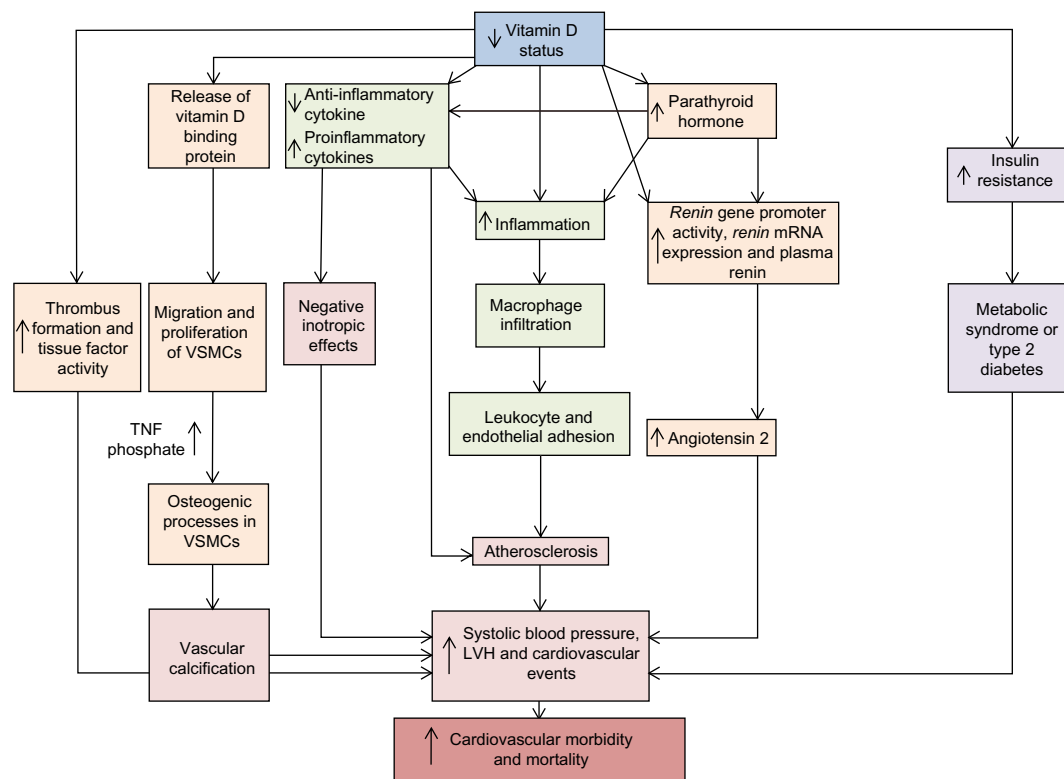 Vitamin D
status
Release of
vitamin D
binding
protein
Anti-inflammatory
cytokine
Proinflammatory
cytokines
Parathyroid
hormone
Insulin
resistance
Inflammation
Renin gene promoter
activity, renin mRNA
expression and plasma
renin
Thrombus
formation and
tissue factor
activity
Migration and
proliferation
of VSMCs
Negative
inotropic
effects
Macrophage
infiltration
Metabolic
syndrome or
type 2
diabetes
TNF
phosphate
Leukocyte and
endothelial adhesion
Angiotensin 2
Osteogenic
processes in
VSMCs
Atherosclerosis
Vascular
calcification
Systolic blood pressure,
LVH and cardiovascular
events
Cardiovascular morbidity
and mortality